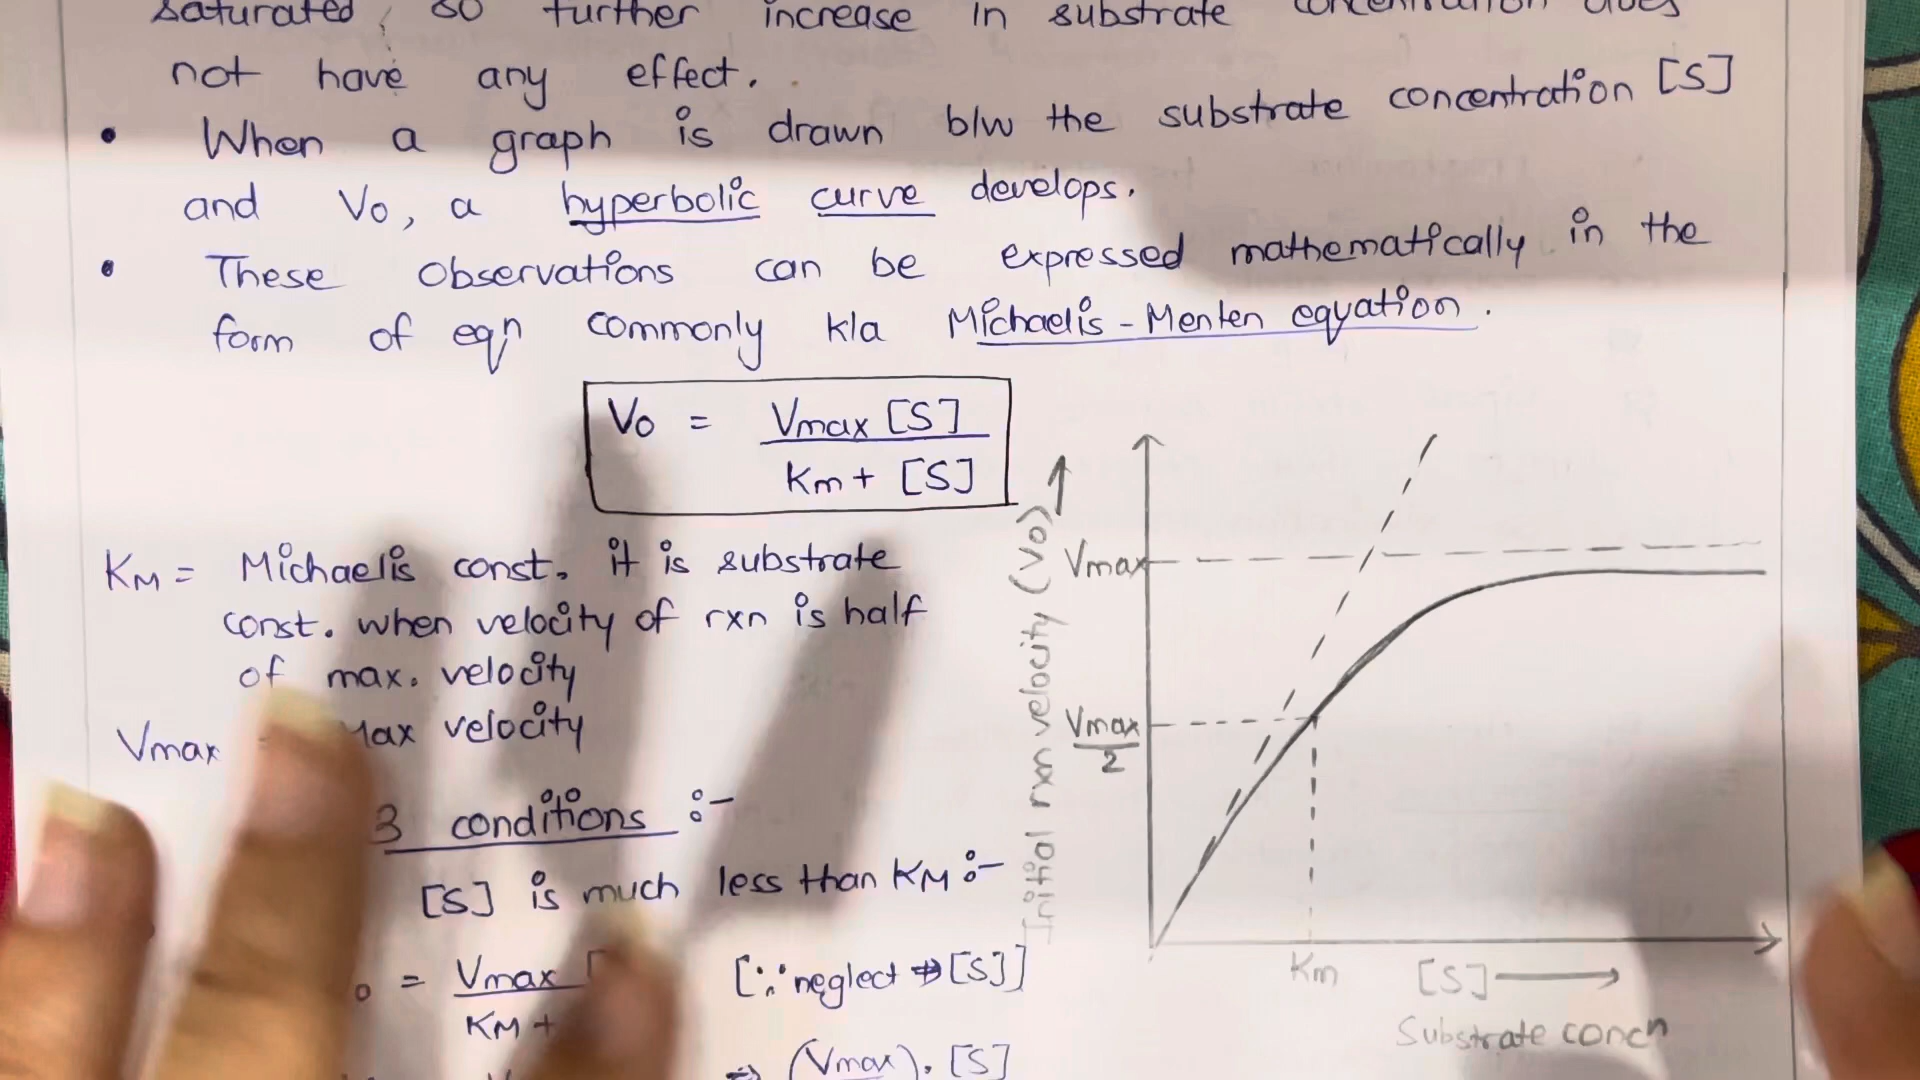 saturated, so further increase in substrate concentration does
not have any effect.
• When a graph is drawn b/w the substrate concentration [S]
and Vo, a hyperbolic curve develops.
• These observations can be expressed mathematically in the
form of eqn commonly k/a Michaelis-Menten equation.
Vo = Vmax [S]
Km + [S]
KM = Michaelis const. it is substrate
const. when velocity of rxn is half
of max. velocity
Vmax Max velocity
3 conditions :-
[S] is much less than KM :-
o = Vmax [ [∵ neglect [S]]
KM +
⇒ (Vmax). [S]
Initial rxn velocity (Vo) →
Vmax
Vmax
2
Km [S] →
Substrate concn